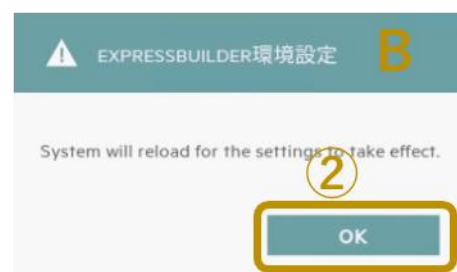 EXPRESSBUILDER環境設定 B
System will reload for the settings to take effect.
②
OK